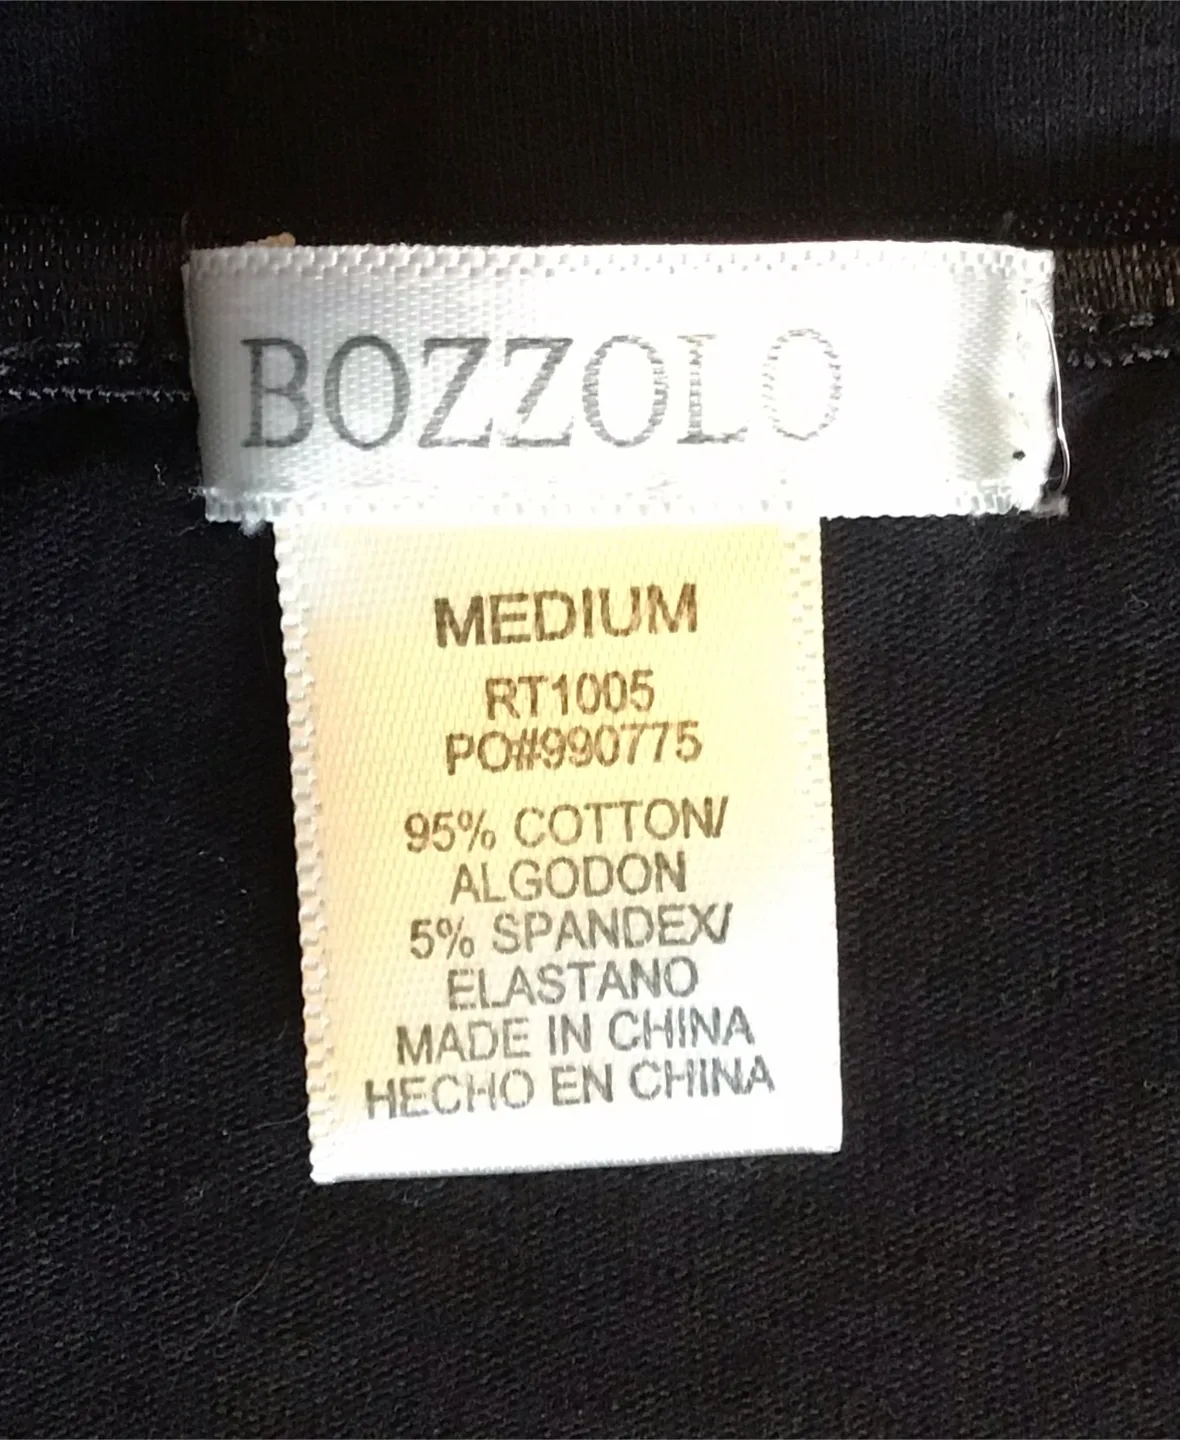 BOZZOLO
MEDIUM
RT1005
PO#990775
95% COTTON/
ALGODON
5% SPANDEX/
ELASTANO
MADE IN CHINA
HECHO EN CHINA